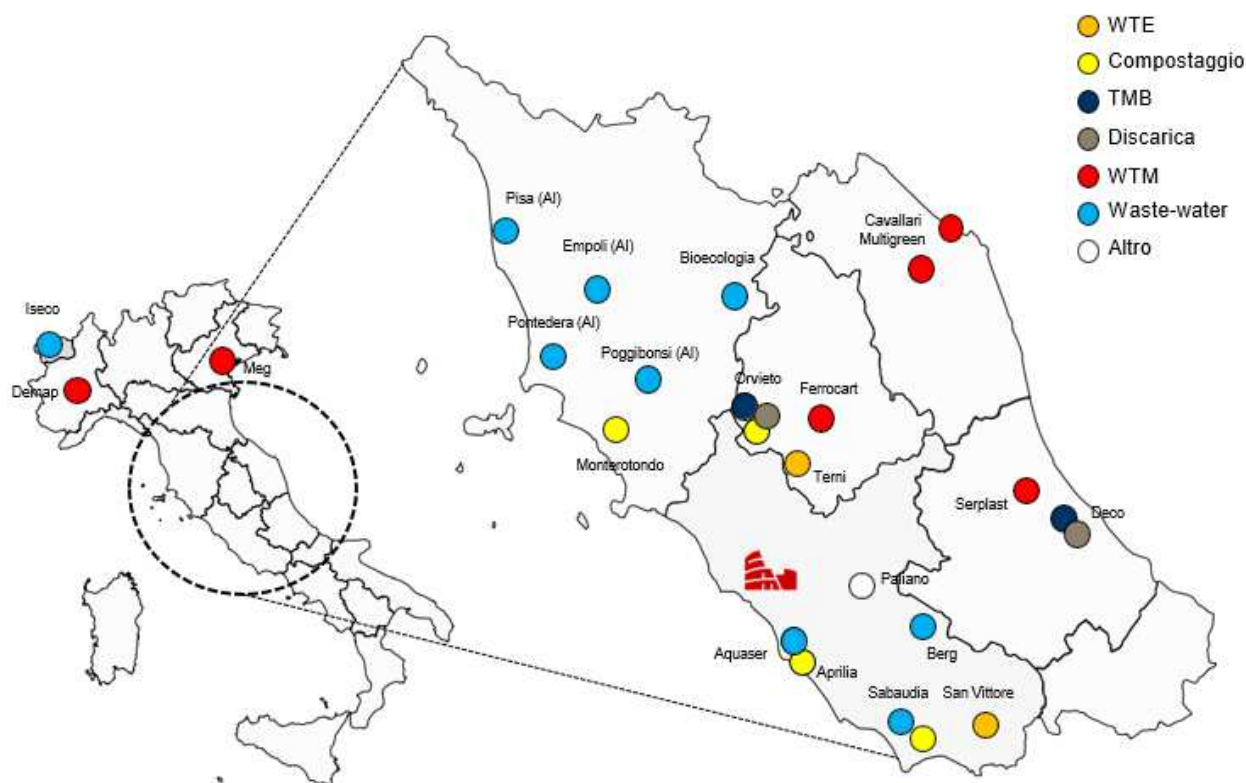 WTE
Compostaggio
TMB
Discarica
WTM
Waste-water
Altro
Pisa (AI)
Empoli (AI)
Bioecologia
Cavallari
Multigreen
Iseco
Pontedera (AI)
Poggibonsi (AI)
Demap
Meg
Orvieto
Ferrocart
Monterotondo
Terni
Serplast
Deco
Paliano
Aquaser
Aprilia
Berg
Sabaudia
San Vittore